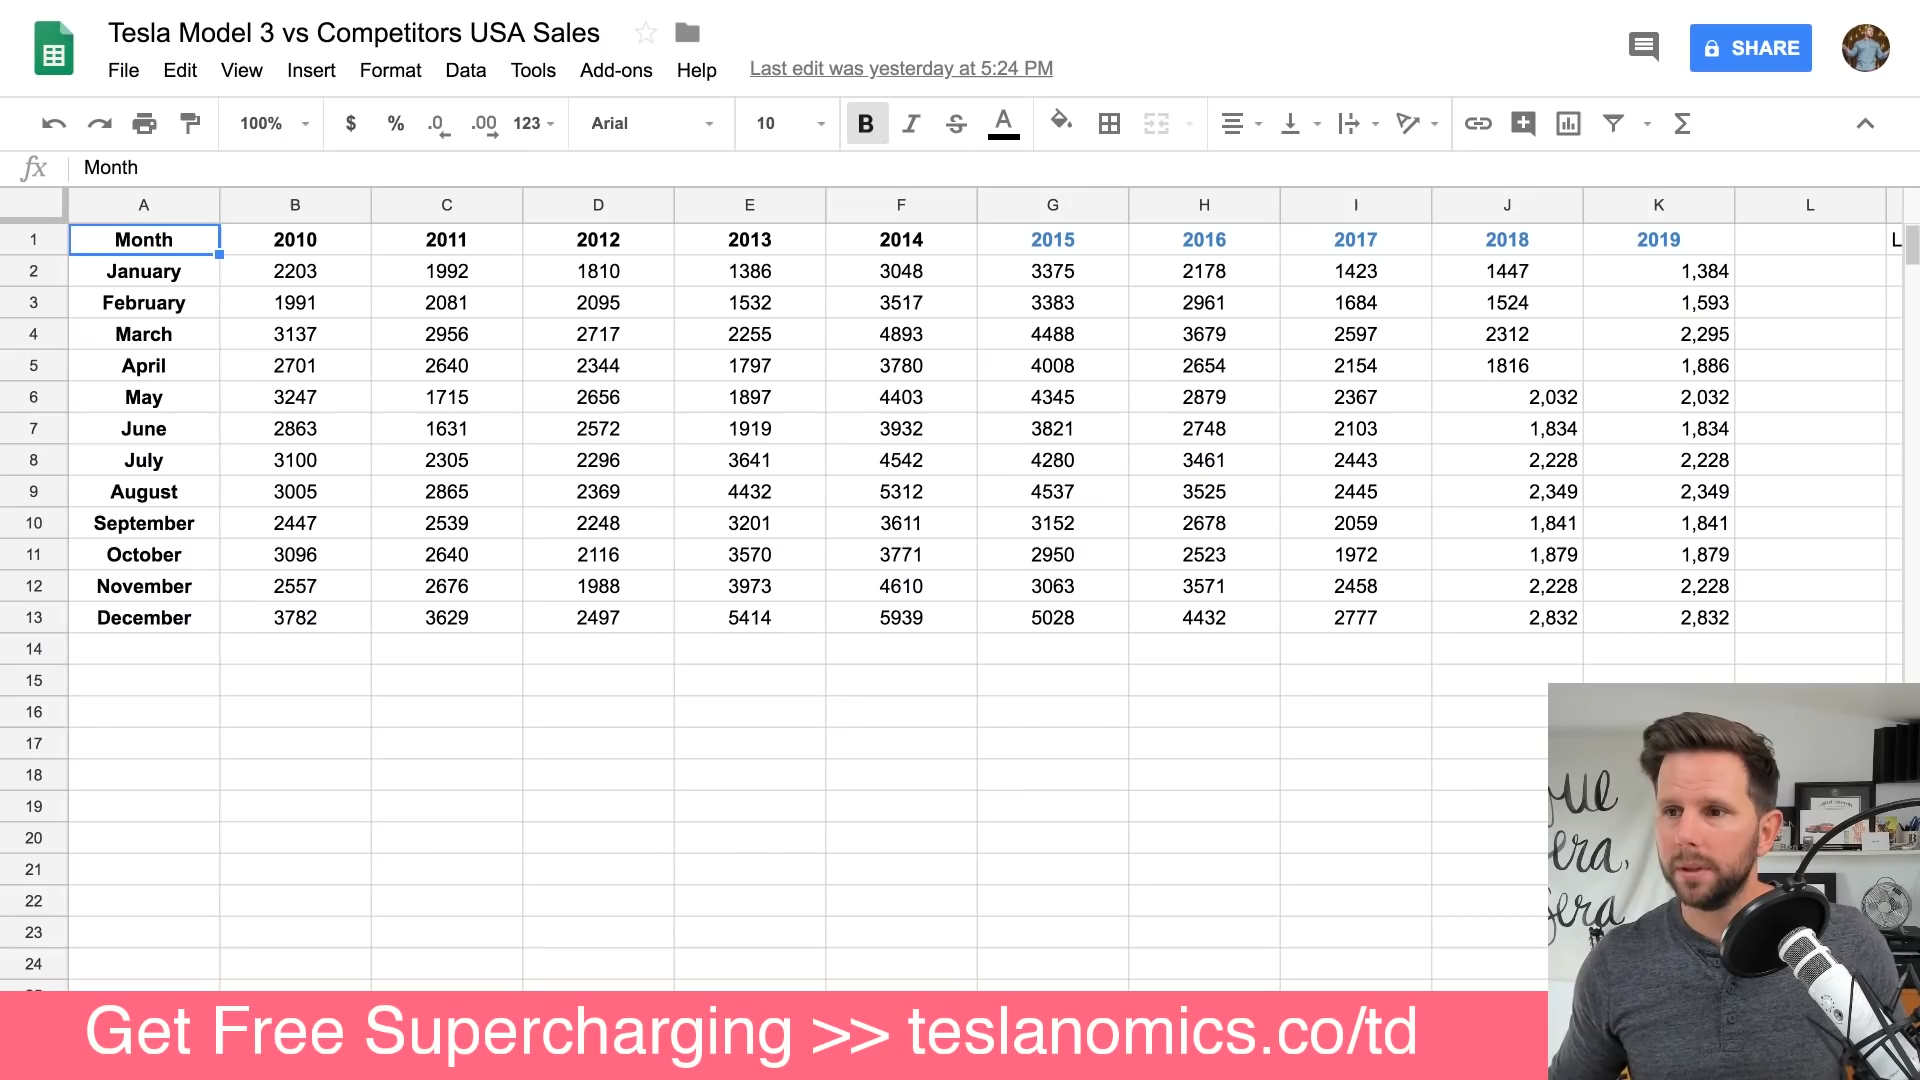 Tesla Model 3 vs Competitors USA Sales
File Edit View Insert Format Data Tools Add-ons Help Last edit was yesterday at 5:24 PM
SHARE
100% $ % .0 .00 123 Arial 10 B I S A Σ
fx Month
A B C D E F G H I J K L
1 Month 2010 2011 2012 2013 2014 2015 2016 2017 2018 2019 L
2 January 2203 1992 1810 1386 3048 3375 2178 1423 1447 1,384
3 February 1991 2081 2095 1532 3517 3383 2961 1684 1524 1,593
4 March 3137 2956 2717 2255 4893 4488 3679 2597 2312 2,295
5 April 2701 2640 2344 1797 3780 4008 2654 2154 1816 1,886
6 May 3247 1715 2656 1897 4403 4345 2879 2367 2,032 2,032
7 June 2863 1631 2572 1919 3932 3821 2748 2103 1,834 1,834
8 July 3100 2305 2296 3641 4542 4280 3461 2443 2,228 2,228
9 August 3005 2865 2369 4432 5312 4537 3525 2445 2,349 2,349
10 September 2447 2539 2248 3201 3611 3152 2678 2059 1,841 1,841
11 October 3096 2640 2116 3570 3771 2950 2523 1972 1,879 1,879
12 November 2557 2676 1988 3973 4610 3063 3571 2458 2,228 2,228
13 December 3782 3629 2497 5414 5939 5028 4432 2777 2,832 2,832
14
15
16
17
18
19
20
21
22
23
24
ue
era,
sera
Get Free Supercharging >> teslanomics.co/td